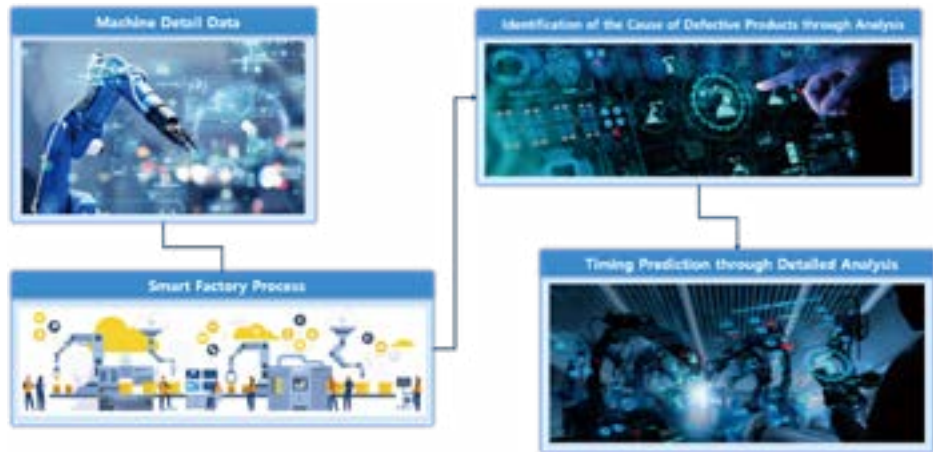 Machine Detail Data
Smart Factory Process
Identification of the Cause of Defective Products through Analysis
Timing Prediction through Detailed Analysis